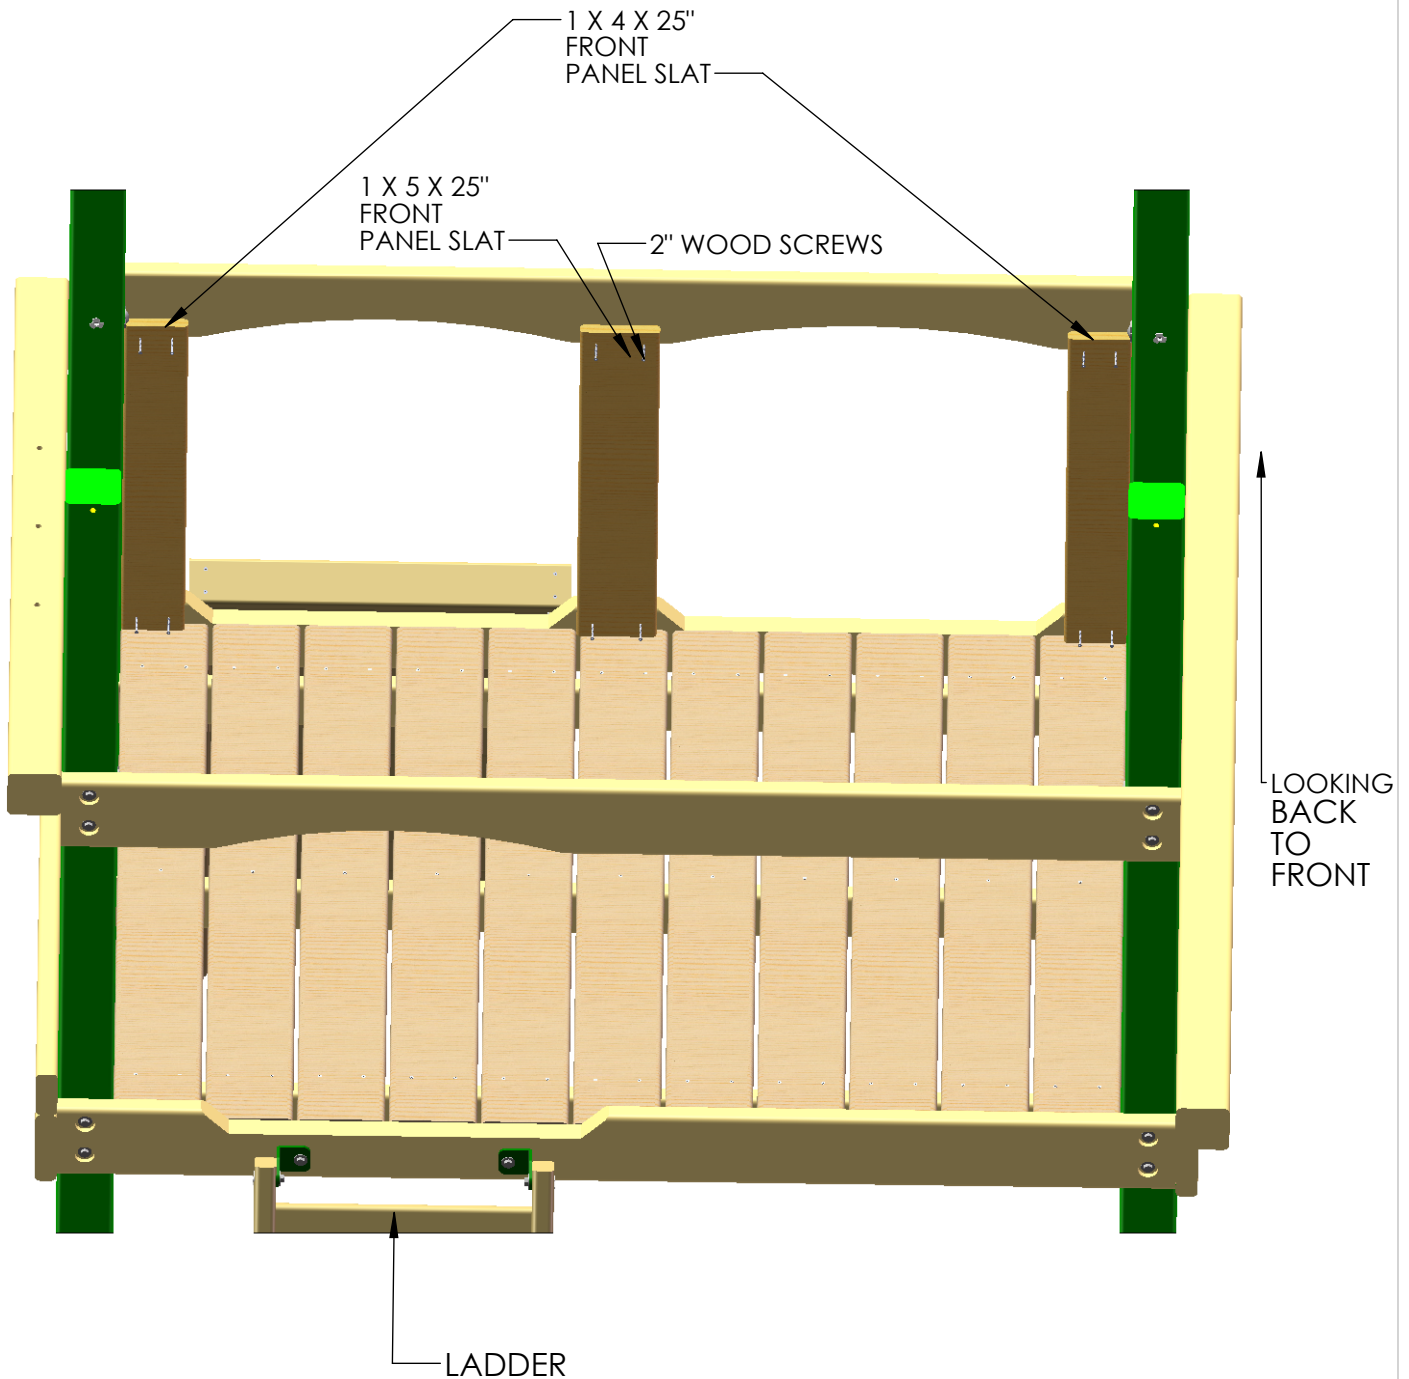 1 X 4 X 25"
FRONT
PANEL SLAT
1 X 5 X 25"
FRONT
PANEL SLAT
2" WOOD SCREWS
LOOKING
BACK
TO
FRONT
LADDER